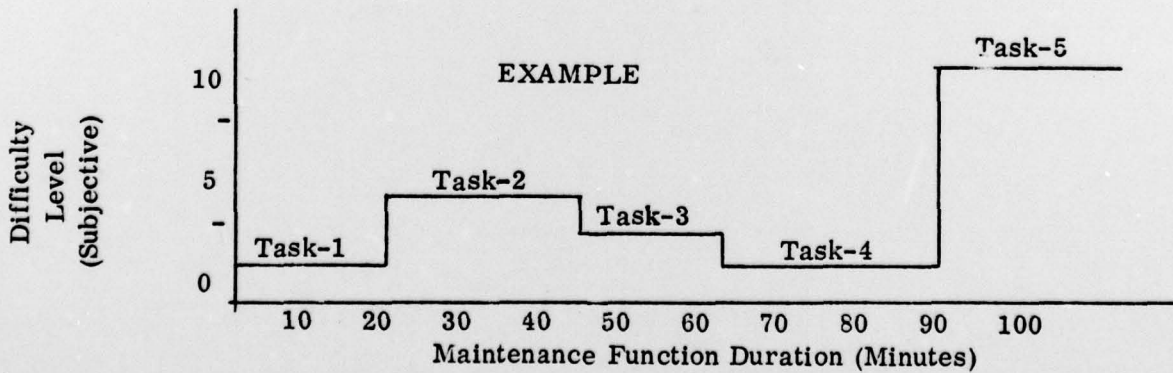 Task-5
10
EXAMPLE
Difficulty
Level
(Subjective)
5
Task-2
Task-3
Task-1
Task-4
0
10 20 30 40 50 60 70 80 90 100
Maintenance Function Duration (Minutes)